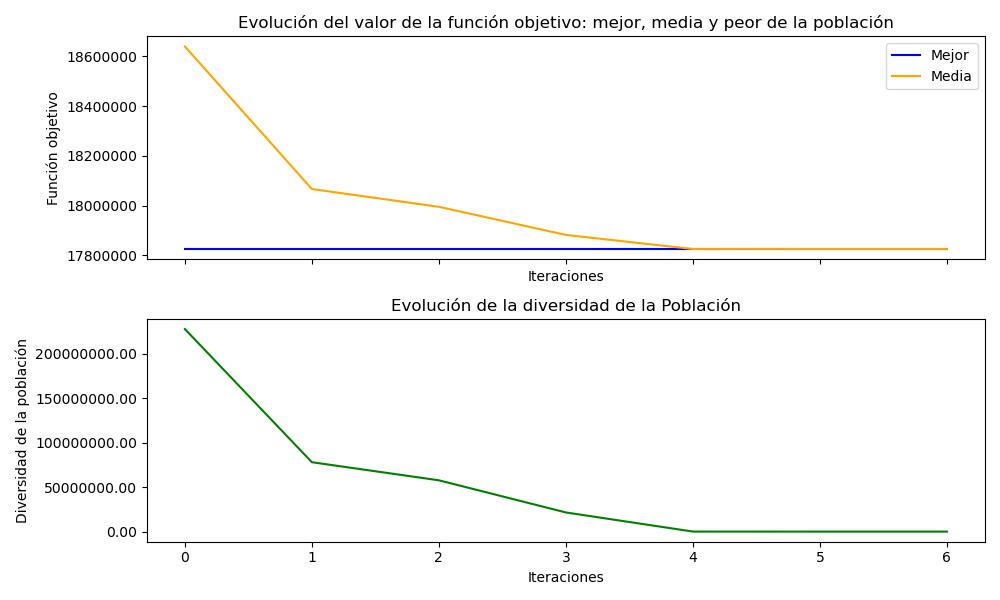 Evolución del valor de la función objetivo: mejor, media y peor de la población
Función objetivo
18600000
18400000
18200000
18000000
17800000
Mejor
Media
Iteraciones
Evolución de la diversidad de la Población
Diversidad de la población
200000000.00
150000000.00
100000000.00
50000000.00
0.00
0 1 2 3 4 5 6
Iteraciones